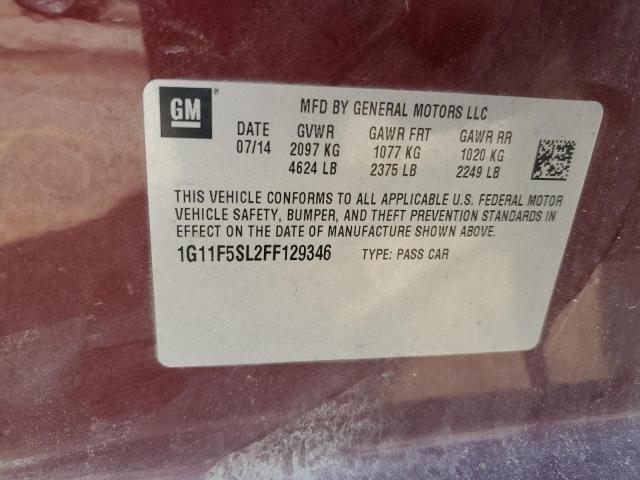 GM
MFD BY GENERAL MOTORS LLC
DATE GVWR GAWR FRT GAWR RR
07/14 2097 KG 1077 KG 1020 KG
4624 LB 2375 LB 2249 LB
THIS VEHICLE CONFORMS TO ALL APPLICABLE U.S. FEDERAL MOTOR
VEHICLE SAFETY, BUMPER, AND THEFT PREVENTION STANDARDS IN
EFFECT ON THE DATE OF MANUFACTURE SHOWN ABOVE.
1G11F5SL2FF129346 TYPE: PASS CAR